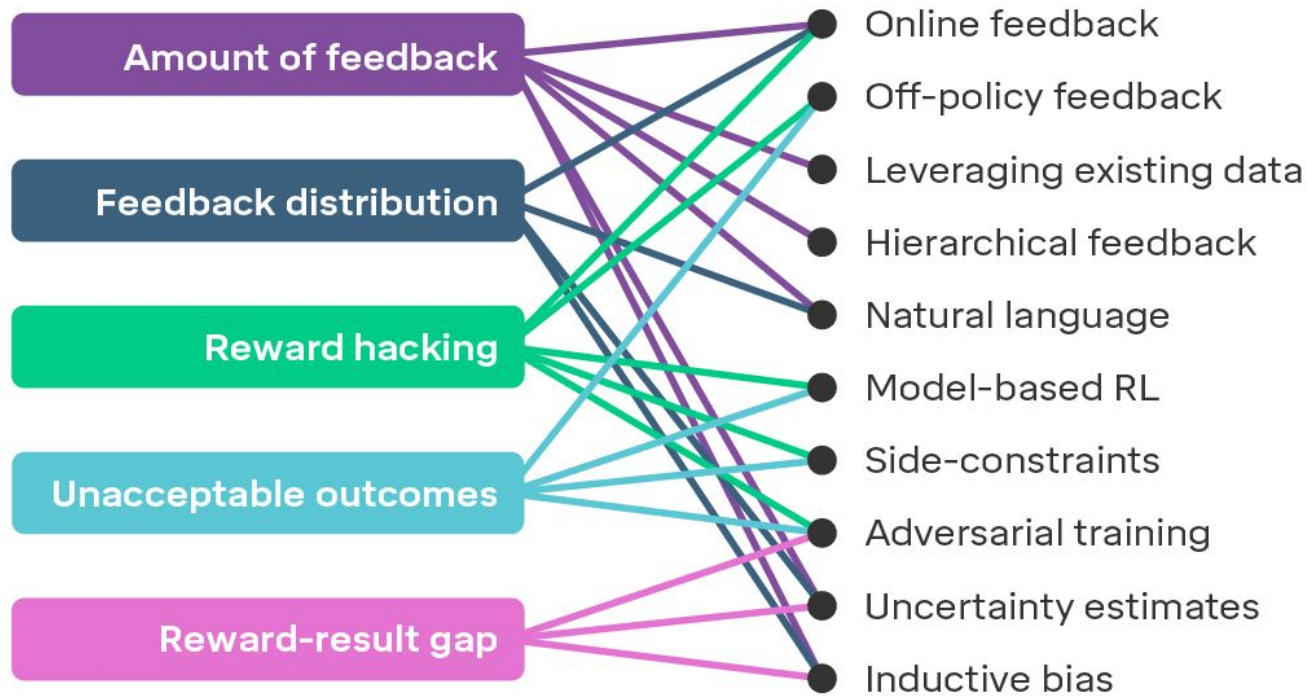 Amount of feedback
Feedback distribution
Reward hacking
Unacceptable outcomes
Reward-result gap
Online feedback
Off-policy feedback
Leveraging existing data
Hierarchical feedback
Natural language
Model-based RL
Side-constraints
Adversarial training
Uncertainty estimates
Inductive bias